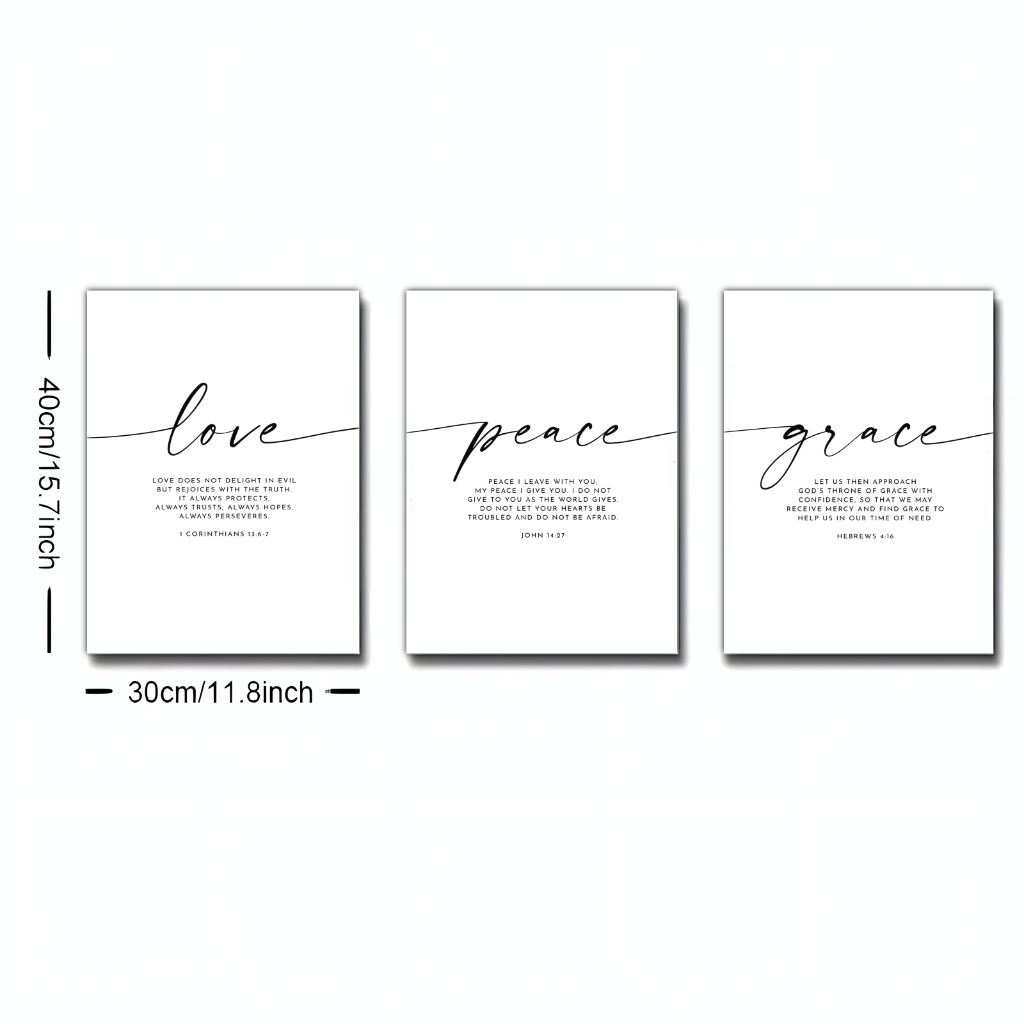 40cm/15.7inch
love
LOVE DOES NOT DELIGHT IN EVIL
BUT REJOICES WITH THE TRUTH.
IT ALWAYS PROTECTS,
ALWAYS TRUSTS, ALWAYS HOPES,
ALWAYS PERSEVERES.
1 CORINTHIANS 13:6-7
peace
PEACE I LEAVE WITH YOU;
MY PEACE I GIVE YOU. I DO NOT
GIVE TO YOU AS THE WORLD GIVES.
DO NOT LET YOUR HEARTS BE
TROUBLED AND DO NOT BE AFRAID.
JOHN 14:27
grace
LET US THEN APPROACH
GOD'S THRONE OF GRACE WITH
CONFIDENCE, SO THAT WE MAY
RECEIVE MERCY AND FIND GRACE TO
HELP US IN OUR TIME OF NEED.
HEBREWS 4:16
30cm/11.8inch